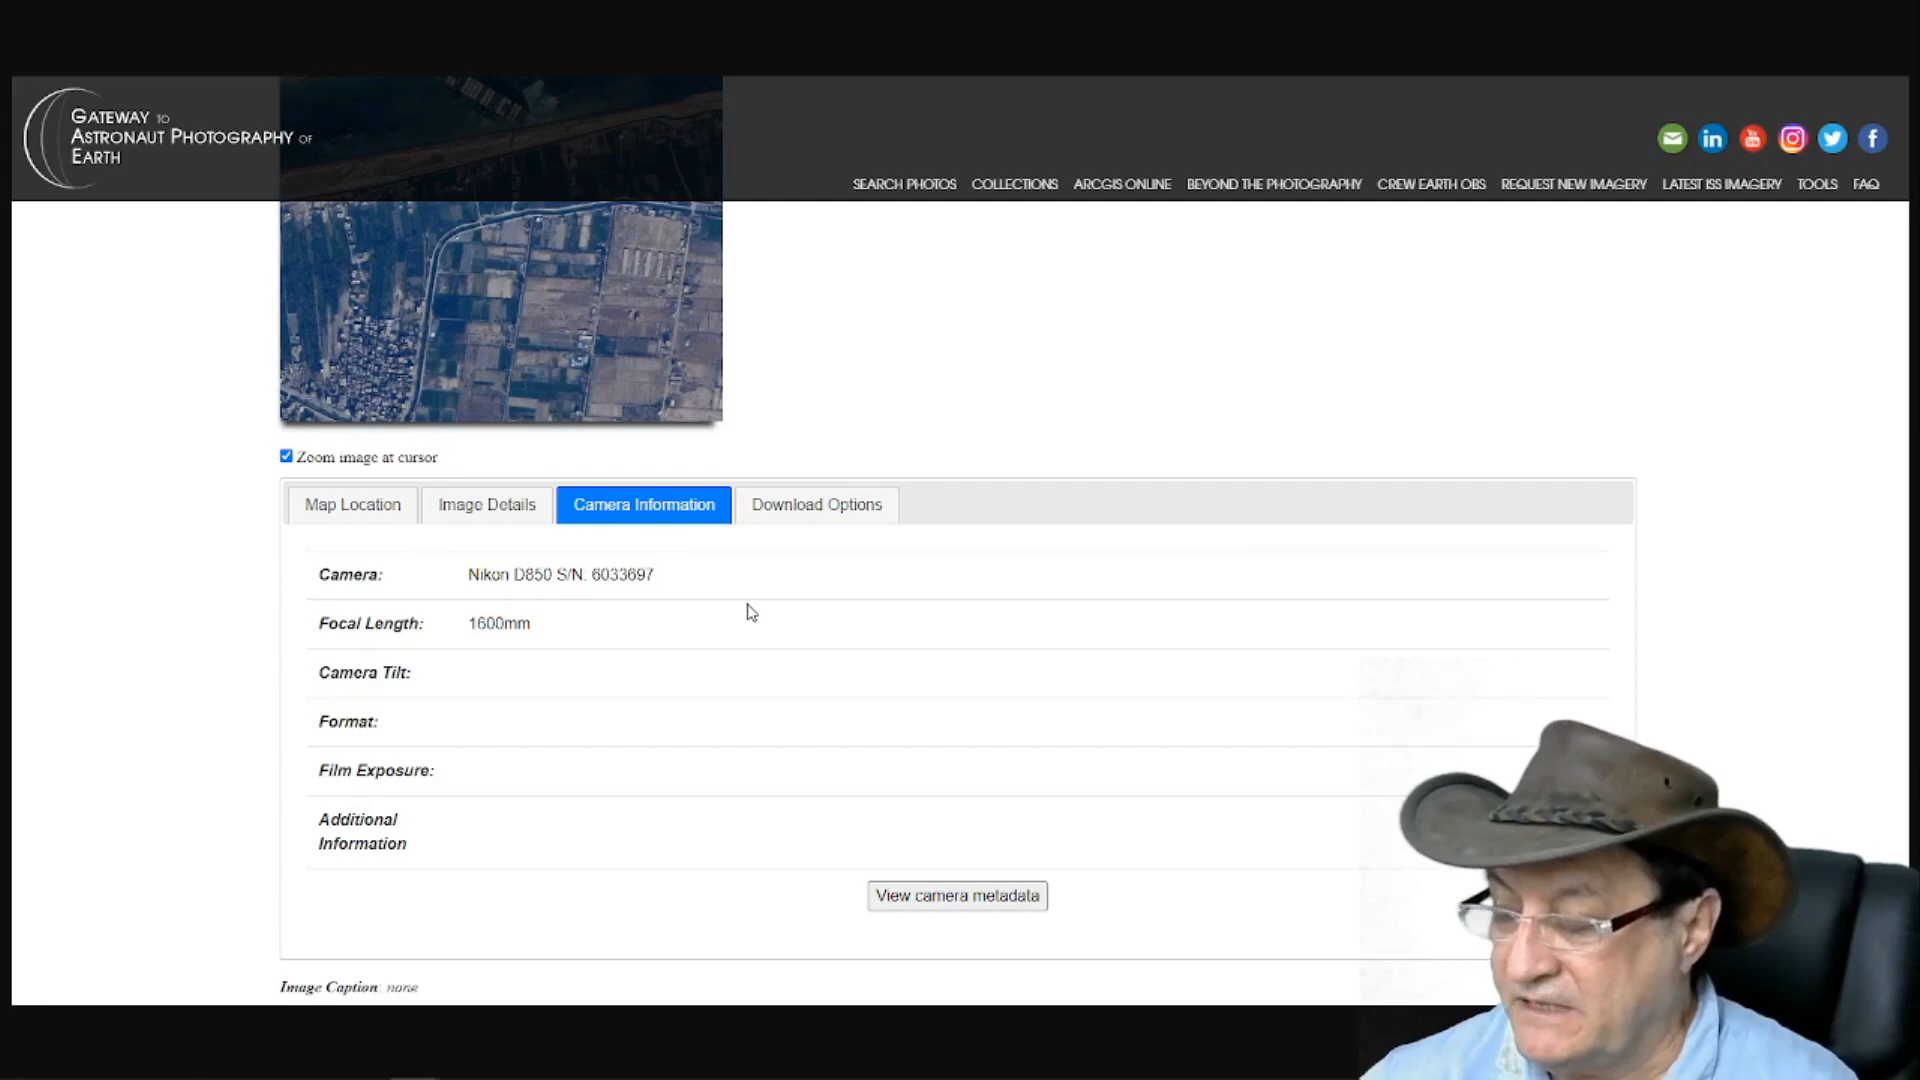 GATEWAY TO
ASTRONAUT PHOTOGRAPHY OF
EARTH
SEARCH PHOTOS COLLECTIONS ARCGIS ONLINE BEYOND THE PHOTOGRAPHY CREW EARTH OBS REQUEST NEW IMAGERY LATEST ISS IMAGERY TOOLS FAQ
Zoom image at cursor
Map Location Image Details Camera Information Download Options
Camera: Nikon D850 S/N: 6033697
Focal Length: 1600mm
Camera Tilt:
Format:
Film Exposure:
Additional
Information
View camera metadata
Image Caption: none